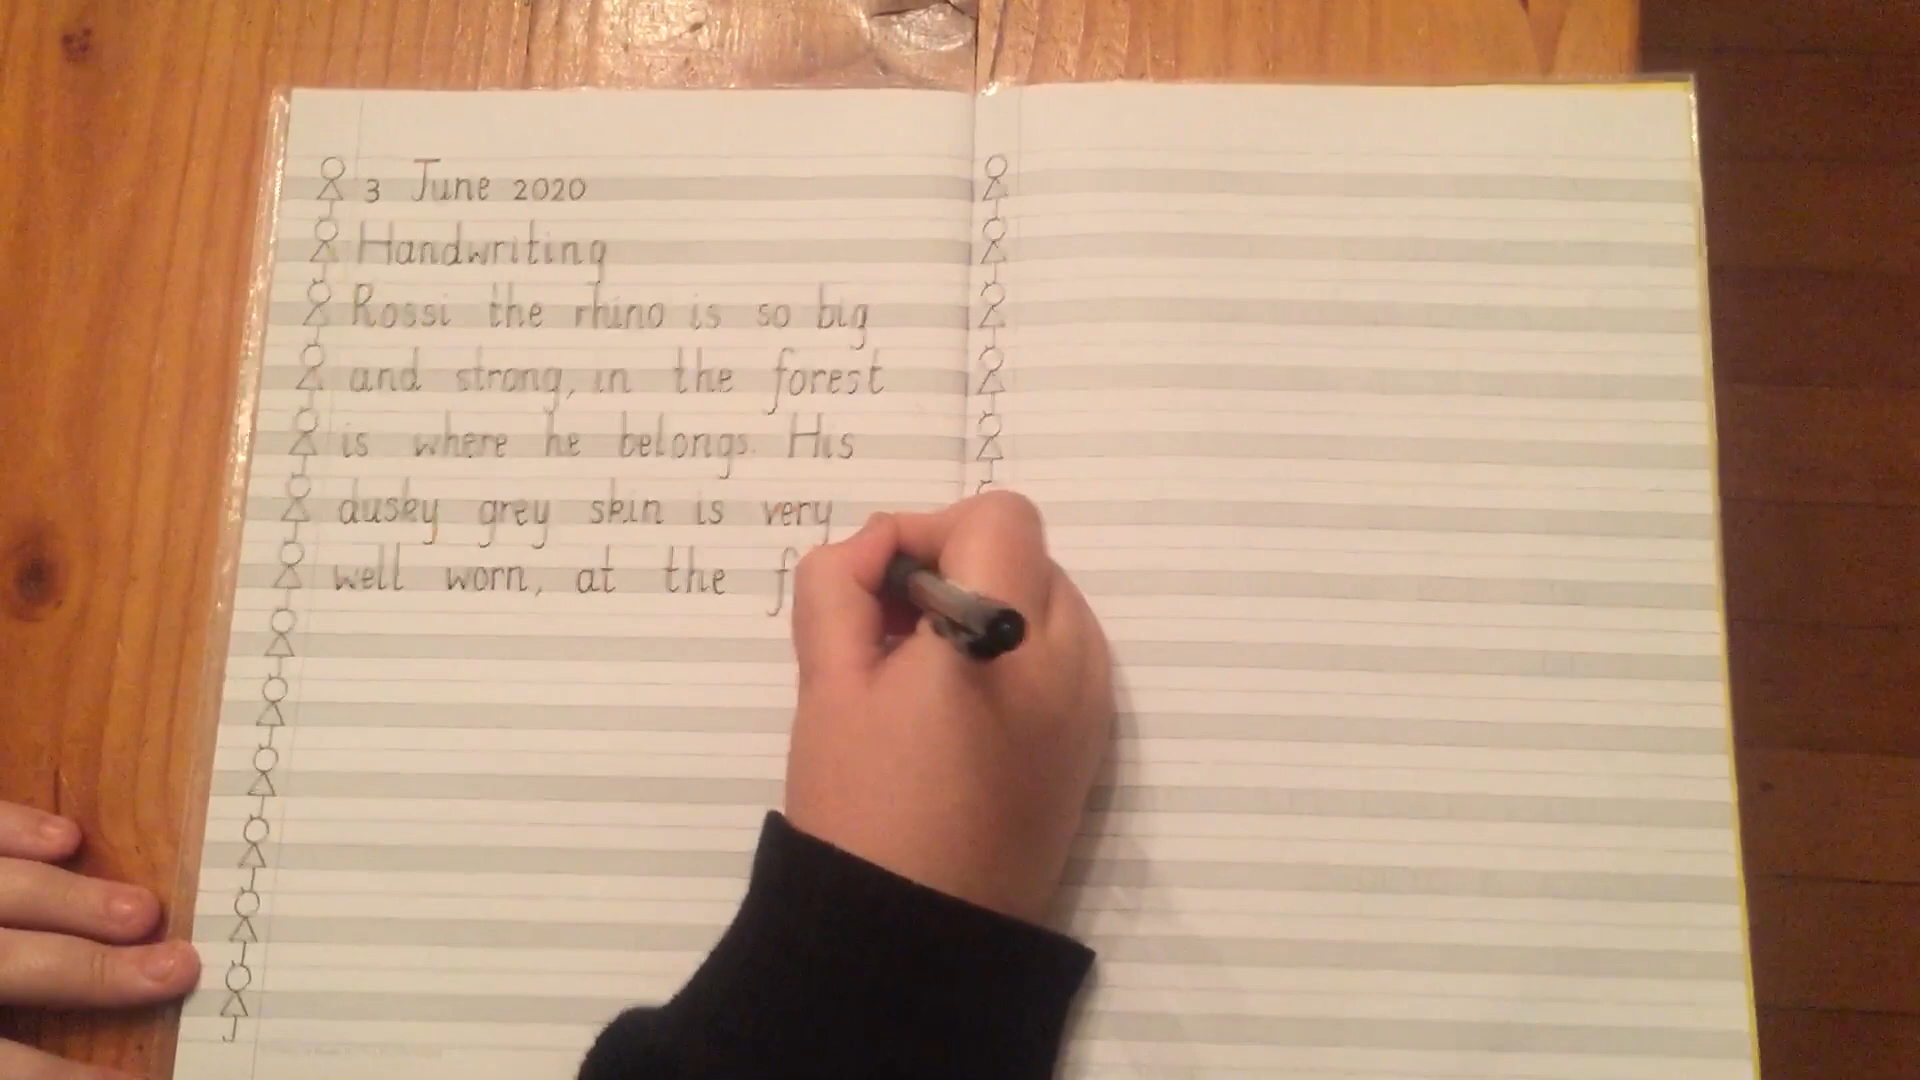 3 June 2020
Handwriting
Rossi the rhino is so big
and strong, in the forest
is where he belongs. His
dusky grey skin is very
well worn, at the f